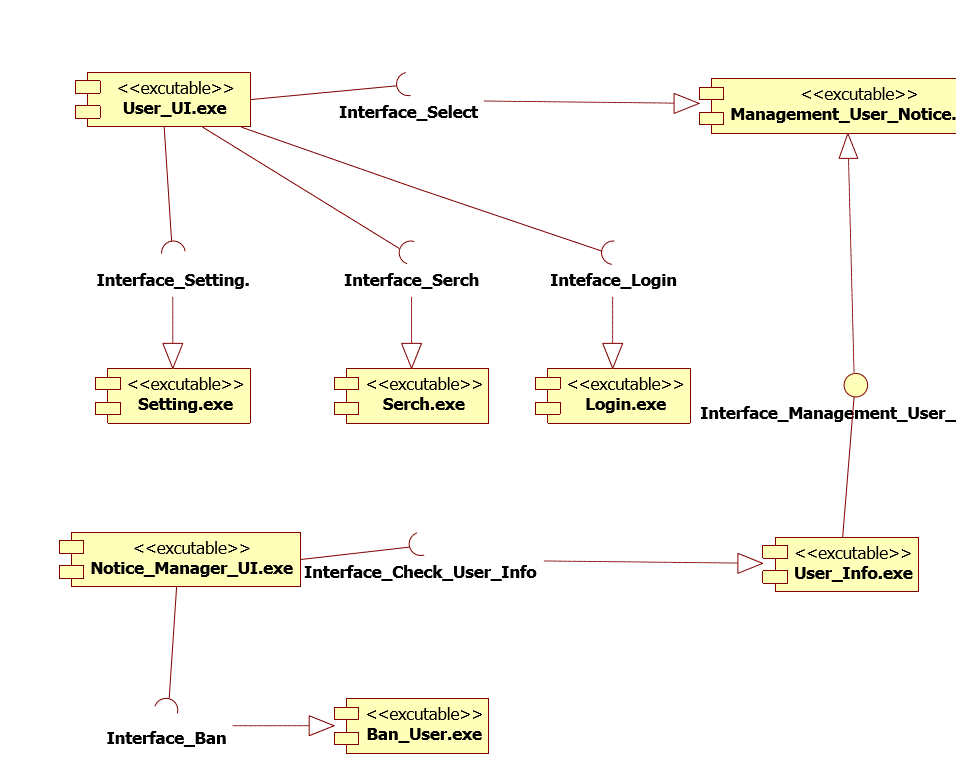 <<excutable>>
User_UI.exe
Interface_Select
<<excutable>>
Management_User_Notice.
Interface_Setting.
Interface_Serch
Inteface_Login
<<excutable>>
Setting.exe
<<excutable>>
Serch.exe
<<excutable>>
Login.exe
Interface_Management_User_
<<excutable>>
Notice_Manager_UI.exe
Interface_Check_User_Info
<<excutable>>
User_Info.exe
Interface_Ban
<<excutable>>
Ban_User.exe